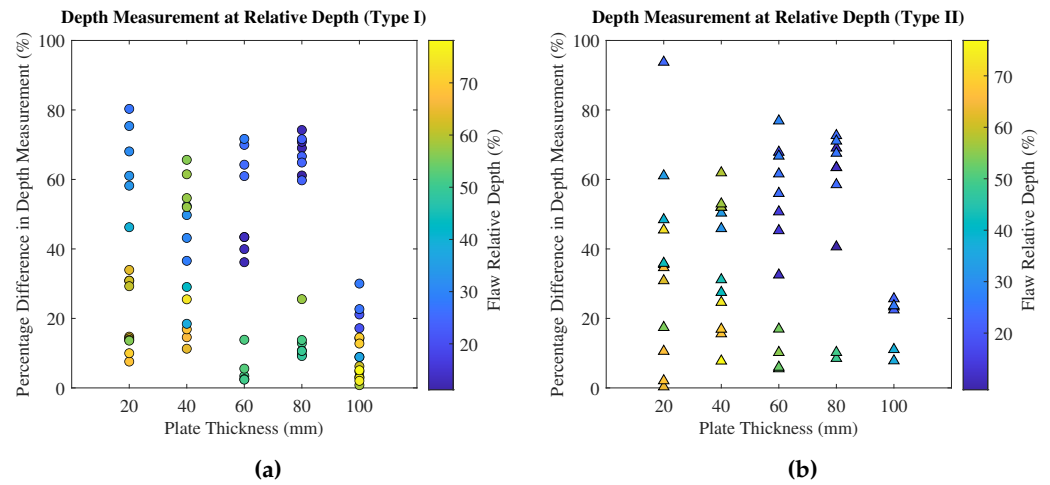 Depth Measurement at Relative Depth (Type I)
Percentage Difference in Depth Measurement (%)
100
80
60
40
20
0
20 40 60 80 100
Plate Thickness (mm)
70
60
50
40
30
20
Flaw Relative Depth (%)
(a)
Depth Measurement at Relative Depth (Type II)
Percentage Difference in Depth Measurement (%)
100
80
60
40
20
0
20 40 60 80 100
Plate Thickness (mm)
70
60
50
40
30
20
Flaw Relative Depth (%)
(b)